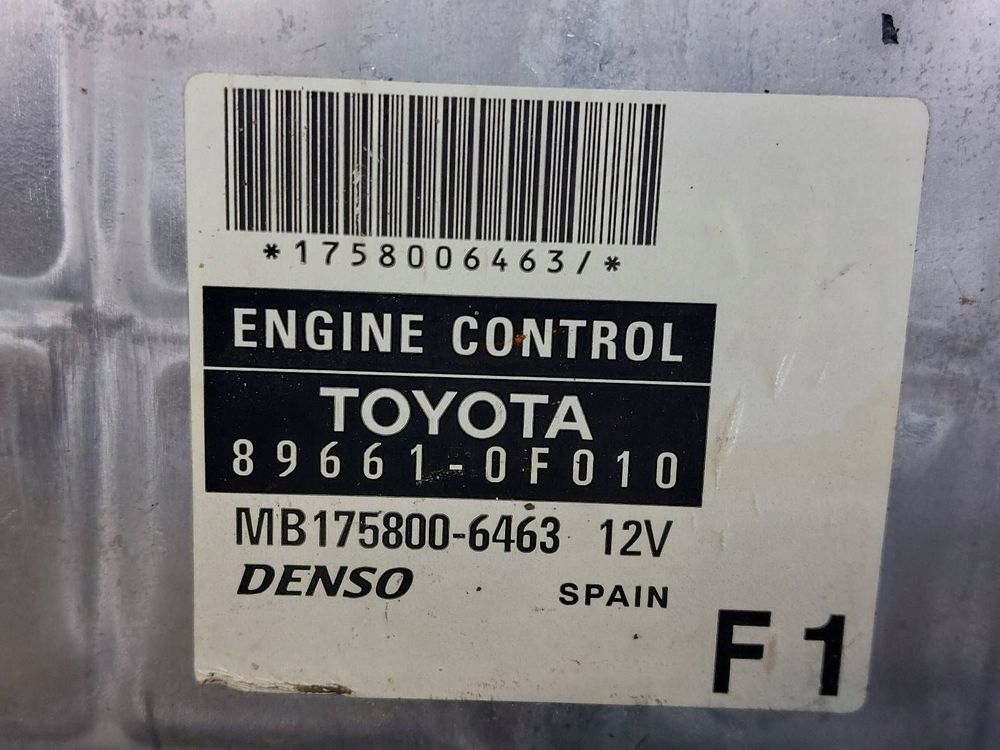 *1758006463/*
ENGINE CONTROL
TOYOTA
89661-0F010
MB175800-6463 12V
DENSO SPAIN
F1